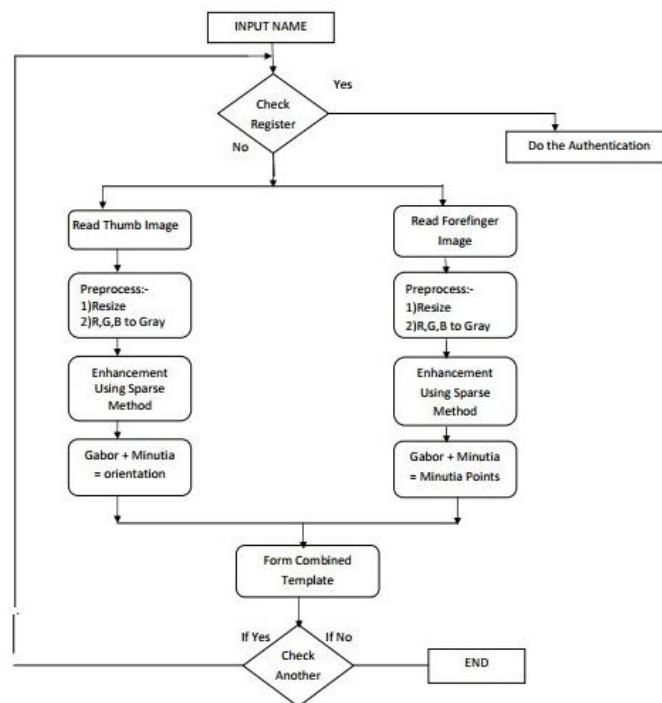 INPUT NAME
Yes
Check
Register
No
Do the Authentication
Read Thumb Image
Read Forefinger
Image
Preprocess:-
1)Resize
2)R,G,B to Gray
Preprocess:-
1)Resize
2)R,G,B to Gray
Enhancement
Using Sparse
Method
Enhancement
Using Sparse
Method
Gabor + Minutia
= orientation
Gabor + Minutia
= Minutia Points
Form Combined
Template
If Yes
If No
Check
Another
END